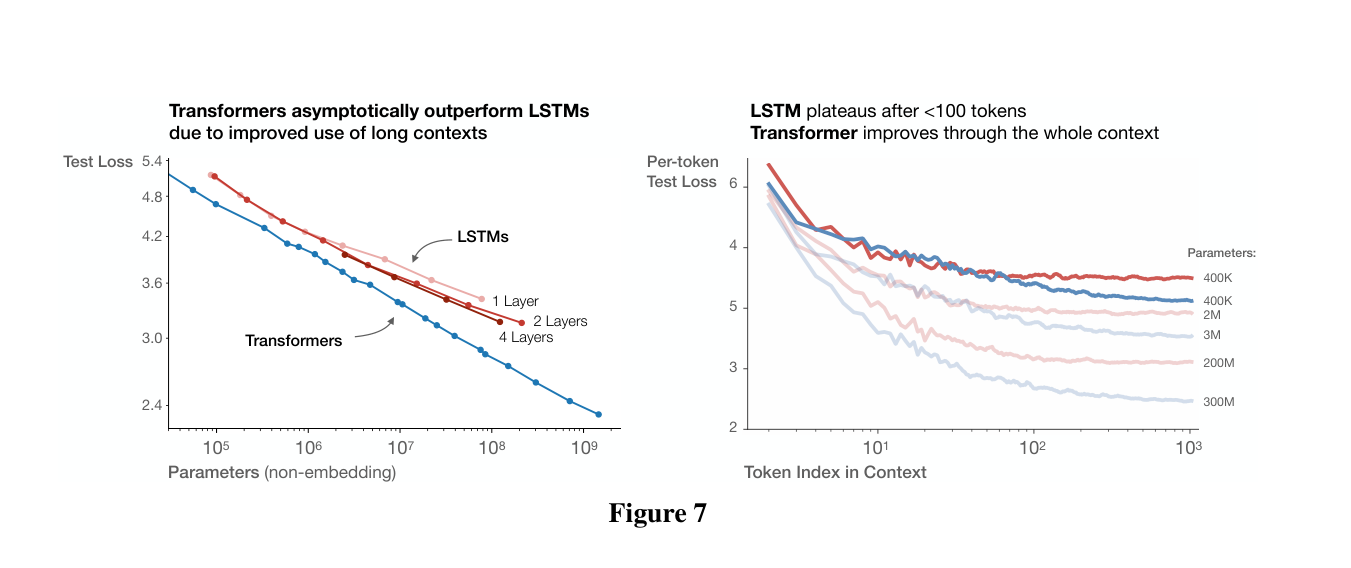 Transformers asymptotically outperform LSTMs
due to improved use of long contexts
Test Loss
5.4
4.8
4.2
3.6
3.0
2.4
LSTMs
1 Layer
2 Layers
4 Layers
Transformers
10⁵ 10⁶ 10⁷ 10⁸ 10⁹
Parameters (non-embedding)
LSTM plateaus after <100 tokens
Transformer improves through the whole context
Per-token
Test Loss
6
4
5
3
2
Parameters:
400K
400K
2M
3M
200M
300M
10¹ 10² 10³
Token Index in Context
Figure 7